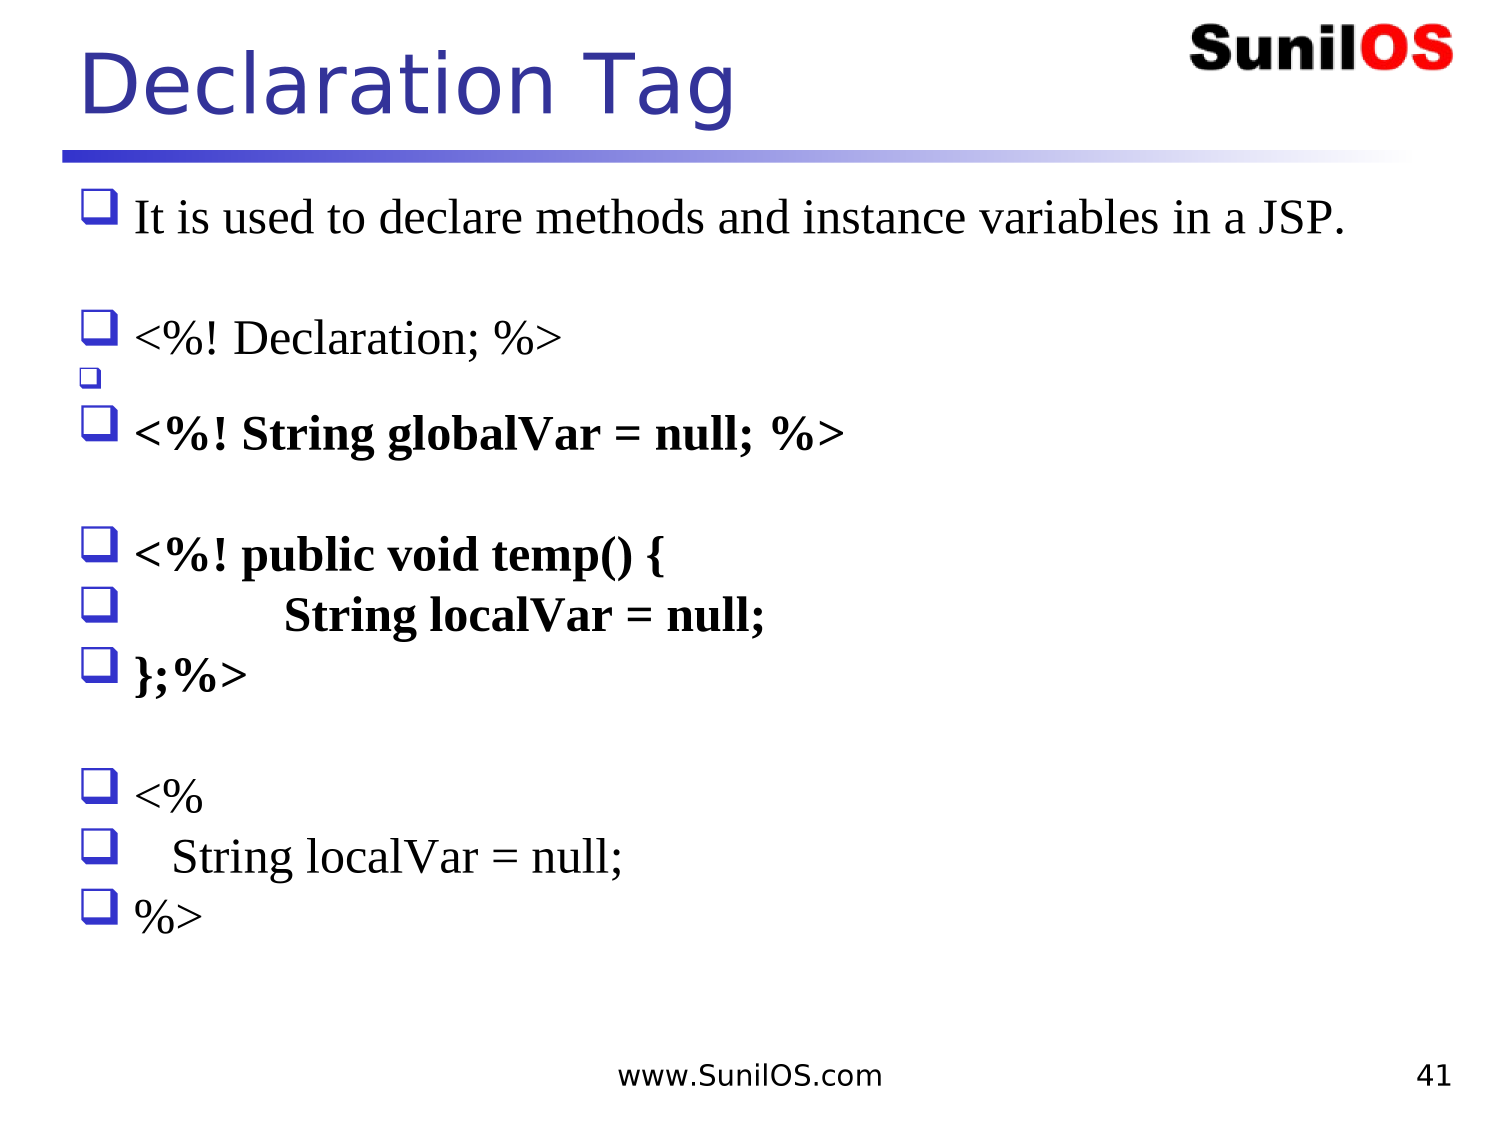 Declaration Tag
SunilOS
It is used to declare methods and instance variables in a JSP.
<%! Declaration; %>
<%! String globalVar = null; %>
<%! public void temp() {
String localVar = null;
};%>
<%
String localVar = null;
%>
www.SunilOS.com
41